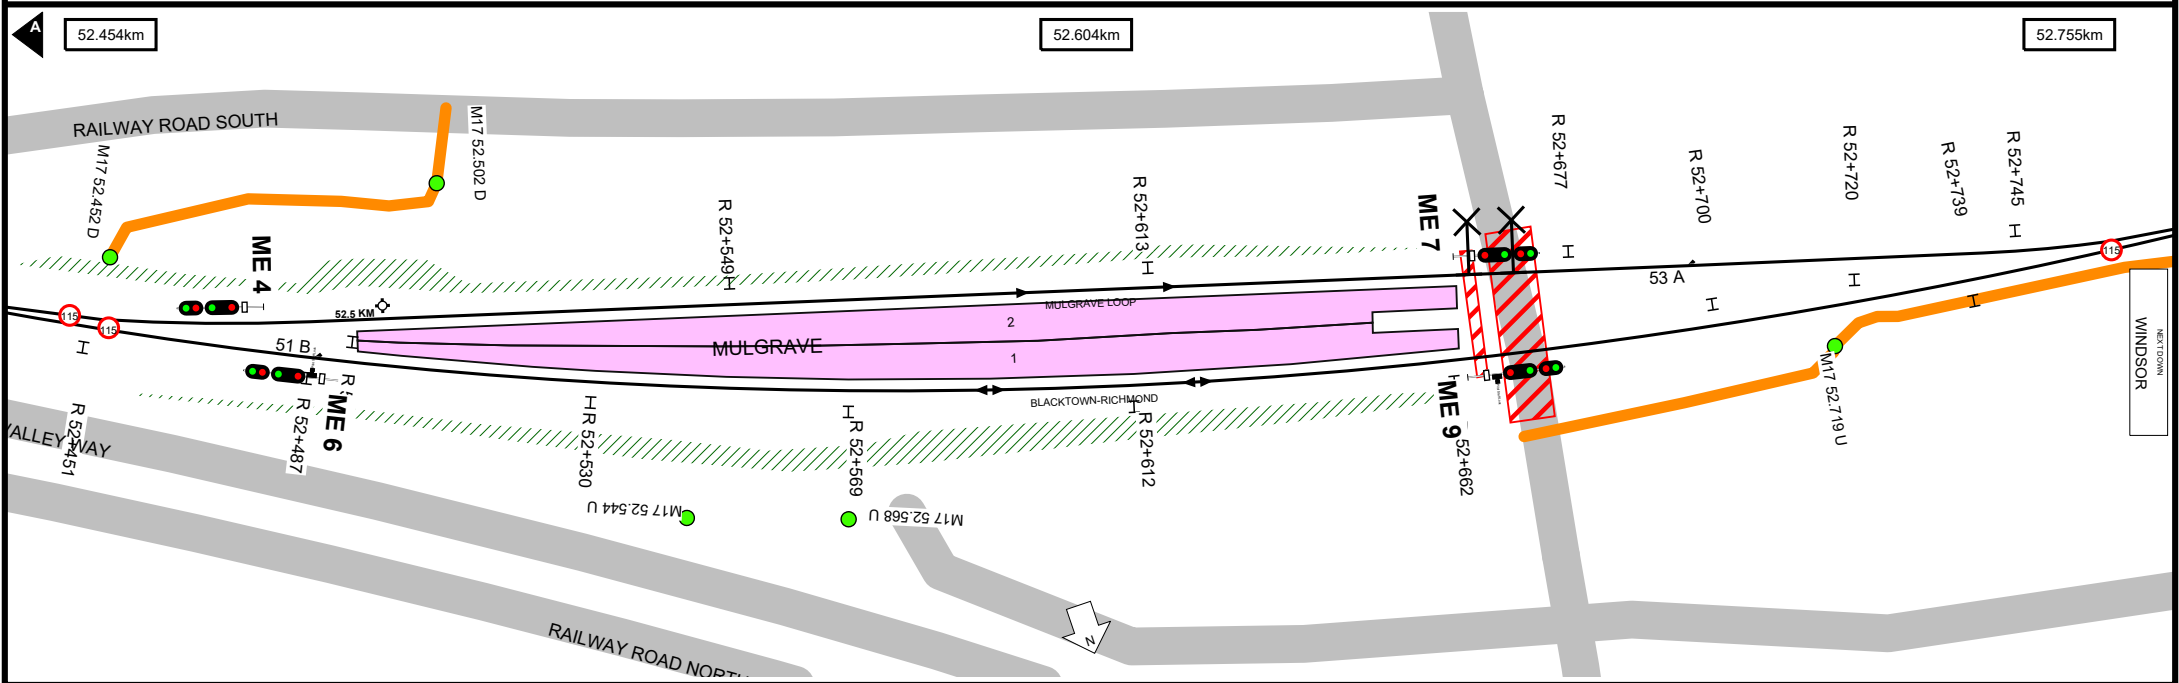 A
52.454km
52.604km
52.755km
RAILWAY ROAD SOUTH
M17 52.452 D
M17 52.502 D
R 52+549
R 52+613
ME 7
R 52+677
R 52+700
R 52+720
R 52+739
R 52+745
ME 4
52.5 KM
115
115
115
53 A
MULGRAVE LOOP
2
MULGRAVE
1
51 B
BLACKTOWN-RICHMOND
NEXT DOWN
WINDSOR
ME 6
ME 9
R 52+451
VALLEY WAY
R 52+487
R 52+530
R 52+569
R 52+612
52+662
M17 52.719 U
M17 52.544 U
M17 52.568 U
N
RAILWAY ROAD NORTH